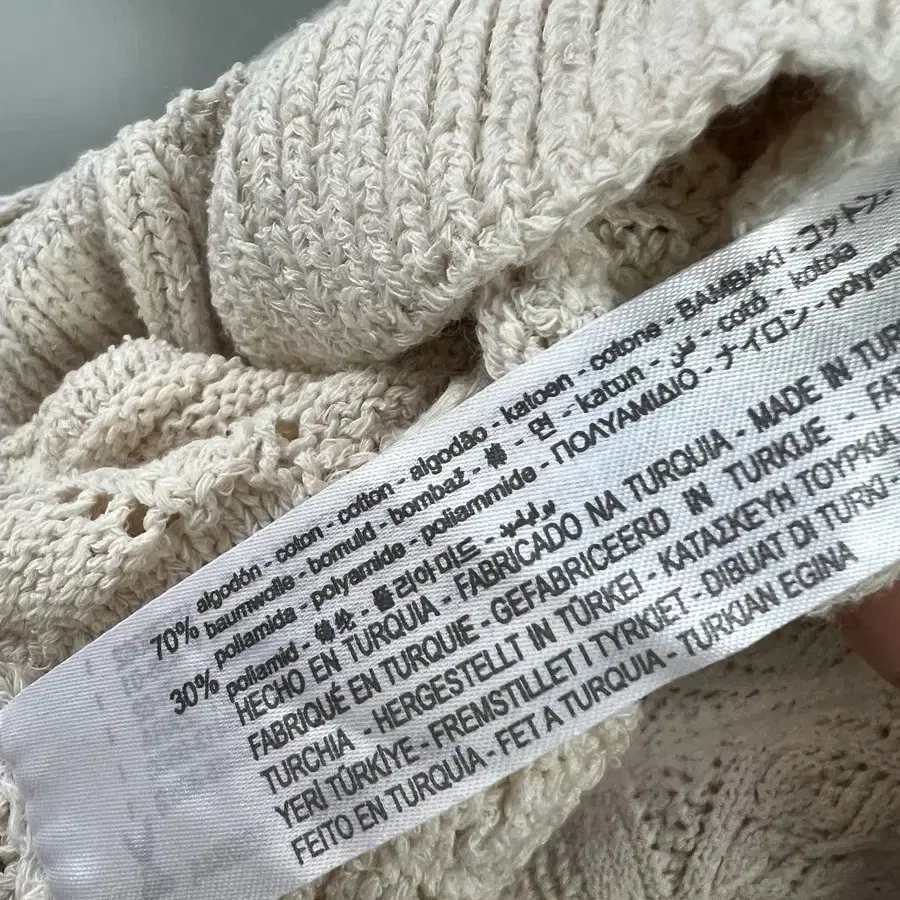 70% algodón - coton - cotton - algodão - katoen - cotone - BAMBAKI - コットン -
baumwolle - bomuld - bombaž - 棉 - 면 - katun - قطن - cotó - kotoia
30% poliamida - polyamide - poliammide - ΠΟΛΥΑΜΙΔΙΟ - ナイロン - polyam
poliamid - 锦纶 - 폴리아미드 - بولياميد
HECHO EN TURQUIA - FABRICADO NA TURQUIA - MADE IN TUR
FABRIQUÉ EN TURQUIE - GEFABRICEERD IN TURKIJE - FA
TURCHIA - HERGESTELLT IN TÜRKEI - ΚΑΤΑΣΚΕΥΗ ΤΟΥΡΚΙΑ
YERİ TÜRKİYE - FREMSTILLET I TYRKIET - DIBUAT DI TURKI -
FEITO EN TURQUÍA - FET A TURQUIA - TURKIAN EGINA